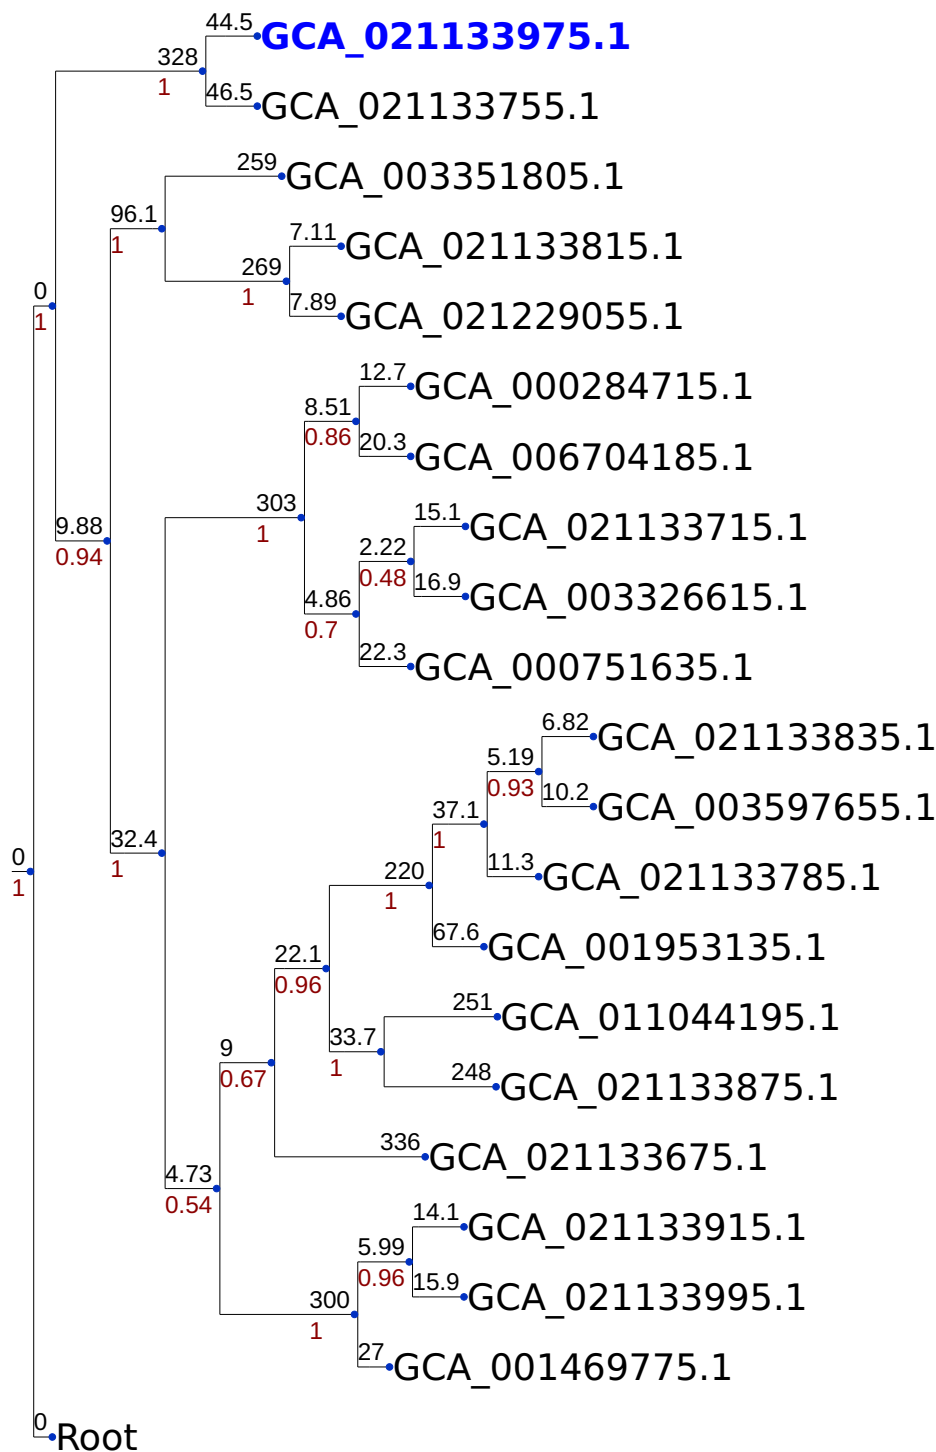 44.5
GCA_021133975.1
328
1
46.5
GCA_021133755.1
259
GCA_003351805.1
96.1
1
7.11
GCA_021133815.1
269
1
7.89
GCA_021229055.1
0
1
12.7
GCA_000284715.1
8.51
0.86
20.3
GCA_006704185.1
303
1
15.1
GCA_021133715.1
2.22
0.48
16.9
GCA_003326615.1
9.88
0.94
4.86
0.7
22.3
GCA_000751635.1
6.82
GCA_021133835.1
5.19
0.93
10.2
GCA_003597655.1
37.1
1
11.3
GCA_021133785.1
32.4
1
0
1
220
1
67.6
GCA_001953135.1
22.1
0.96
251
GCA_011044195.1
33.7
1
248
GCA_021133875.1
9
0.67
336
GCA_021133675.1
4.73
0.54
14.1
GCA_021133915.1
5.99
0.96
15.9
GCA_021133995.1
300
1
27
GCA_001469775.1
0
Root